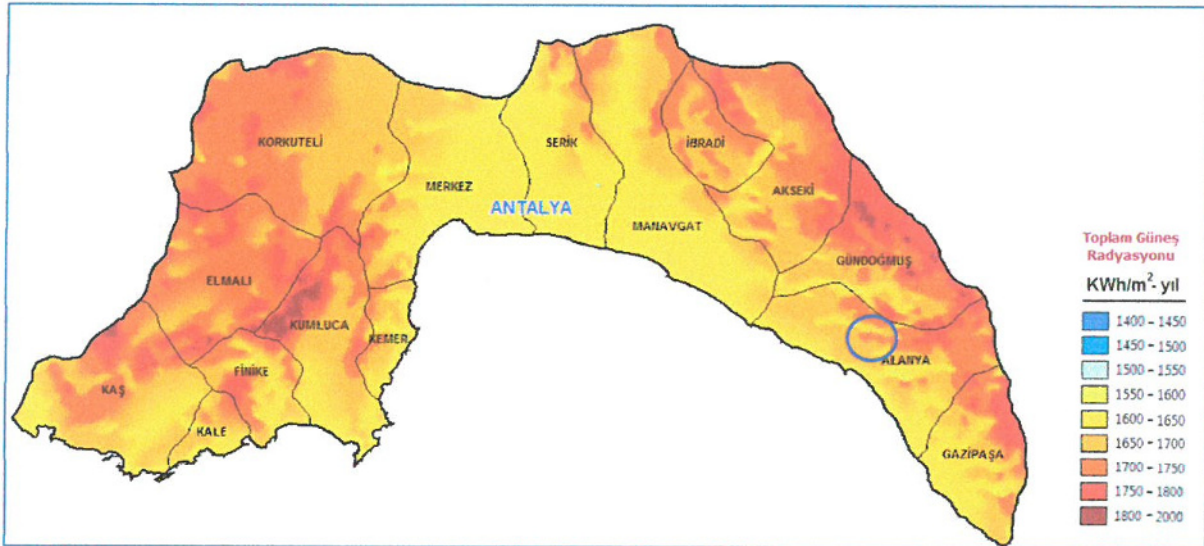 KORKUTELİ
SERİK
İBRADİ
MERKEZ
AKSEKİ
ANTALYA
MANAVGAT
GÜNDOĞMUŞ
ELMALI
KUMLUCA
KEMER
ALANYA
FİNİKE
KAŞ
KALE
GAZİPAŞA
Toplam Güneş
Radyasyonu
KWh/m²- yıl
1400 - 1450
1450 - 1500
1500 - 1550
1550 - 1600
1600 - 1650
1650 - 1700
1700 - 1750
1750 - 1800
1800 - 2000